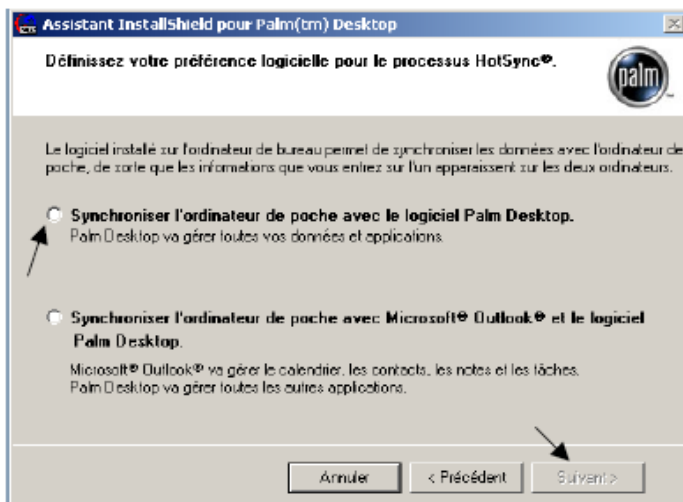 Assistant InstallShield pour Palm(tm) Desktop
Définissez votre préférence logicielle pour le processus HotSync®.
palm
Le logiciel installé sur l'ordinateur de bureau permet de synchroniser les données avec l'ordinateur de
poche, de sorte que les informations que vous entrez sur l'un apparaissent sur les deux ordinateurs.
Synchroniser l'ordinateur de poche avec le logiciel Palm Desktop.
Palm Desktop va gérer toutes vos données et applications.
Synchroniser l'ordinateur de poche avec Microsoft® Outlook® et le logiciel
Palm Desktop.
Microsoft® Outlook® va gérer le calendrier, les contacts, les notes et les tâches.
Palm Desktop va gérer toutes les autres applications.
Annuler
< Précédent
Suivant >